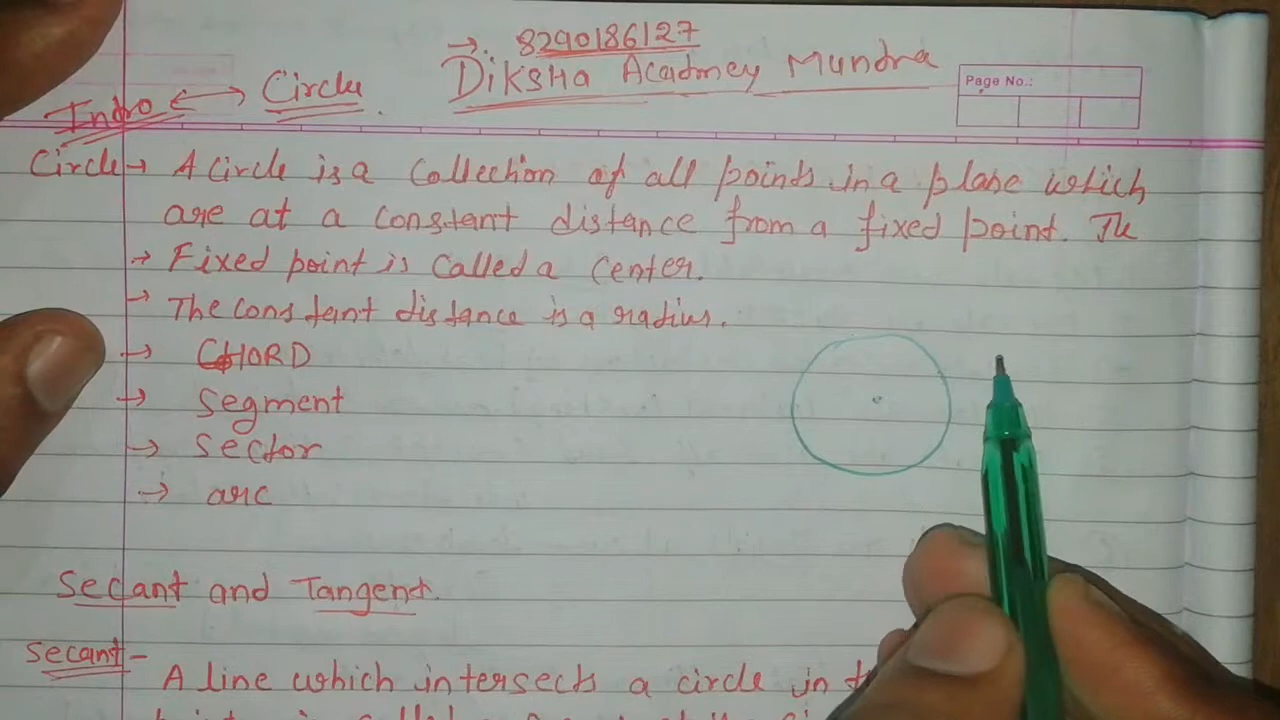 8290186127
→ Diksha Acadmey Mundra
Intro ↔ Circle.
Page No.:
Circle → A Circle is a Collection of all points in a plane which
are at a constant distance from a fixed point. The
→ Fixed point is called a center.
→ The constant distance is a radius.
→ CHORD
→ Segment
→ Sector
→ arc
Secant and Tangent.
Secant - A line which intersects a circle in